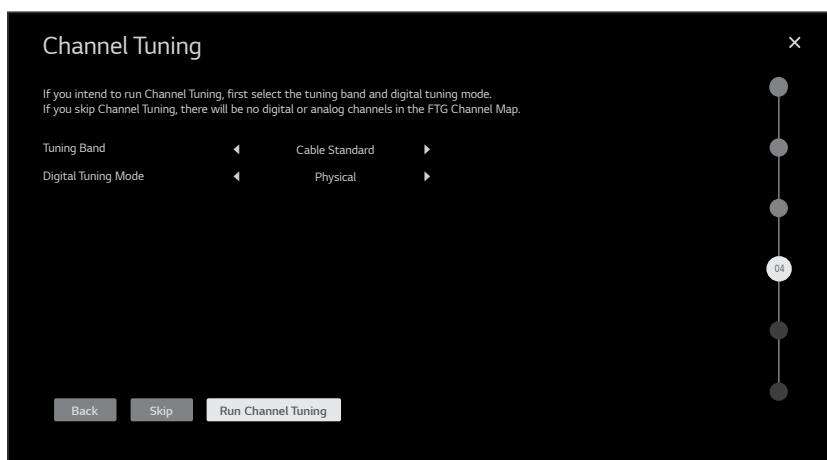 Channel Tuning
If you intend to run Channel Tuning, first select the tuning band and digital tuning mode.
If you skip Channel Tuning, there will be no digital or analog channels in the FTG Channel Map.
Tuning Band Cable Standard
Digital Tuning Mode Physical
04
Back Skip Run Channel Tuning